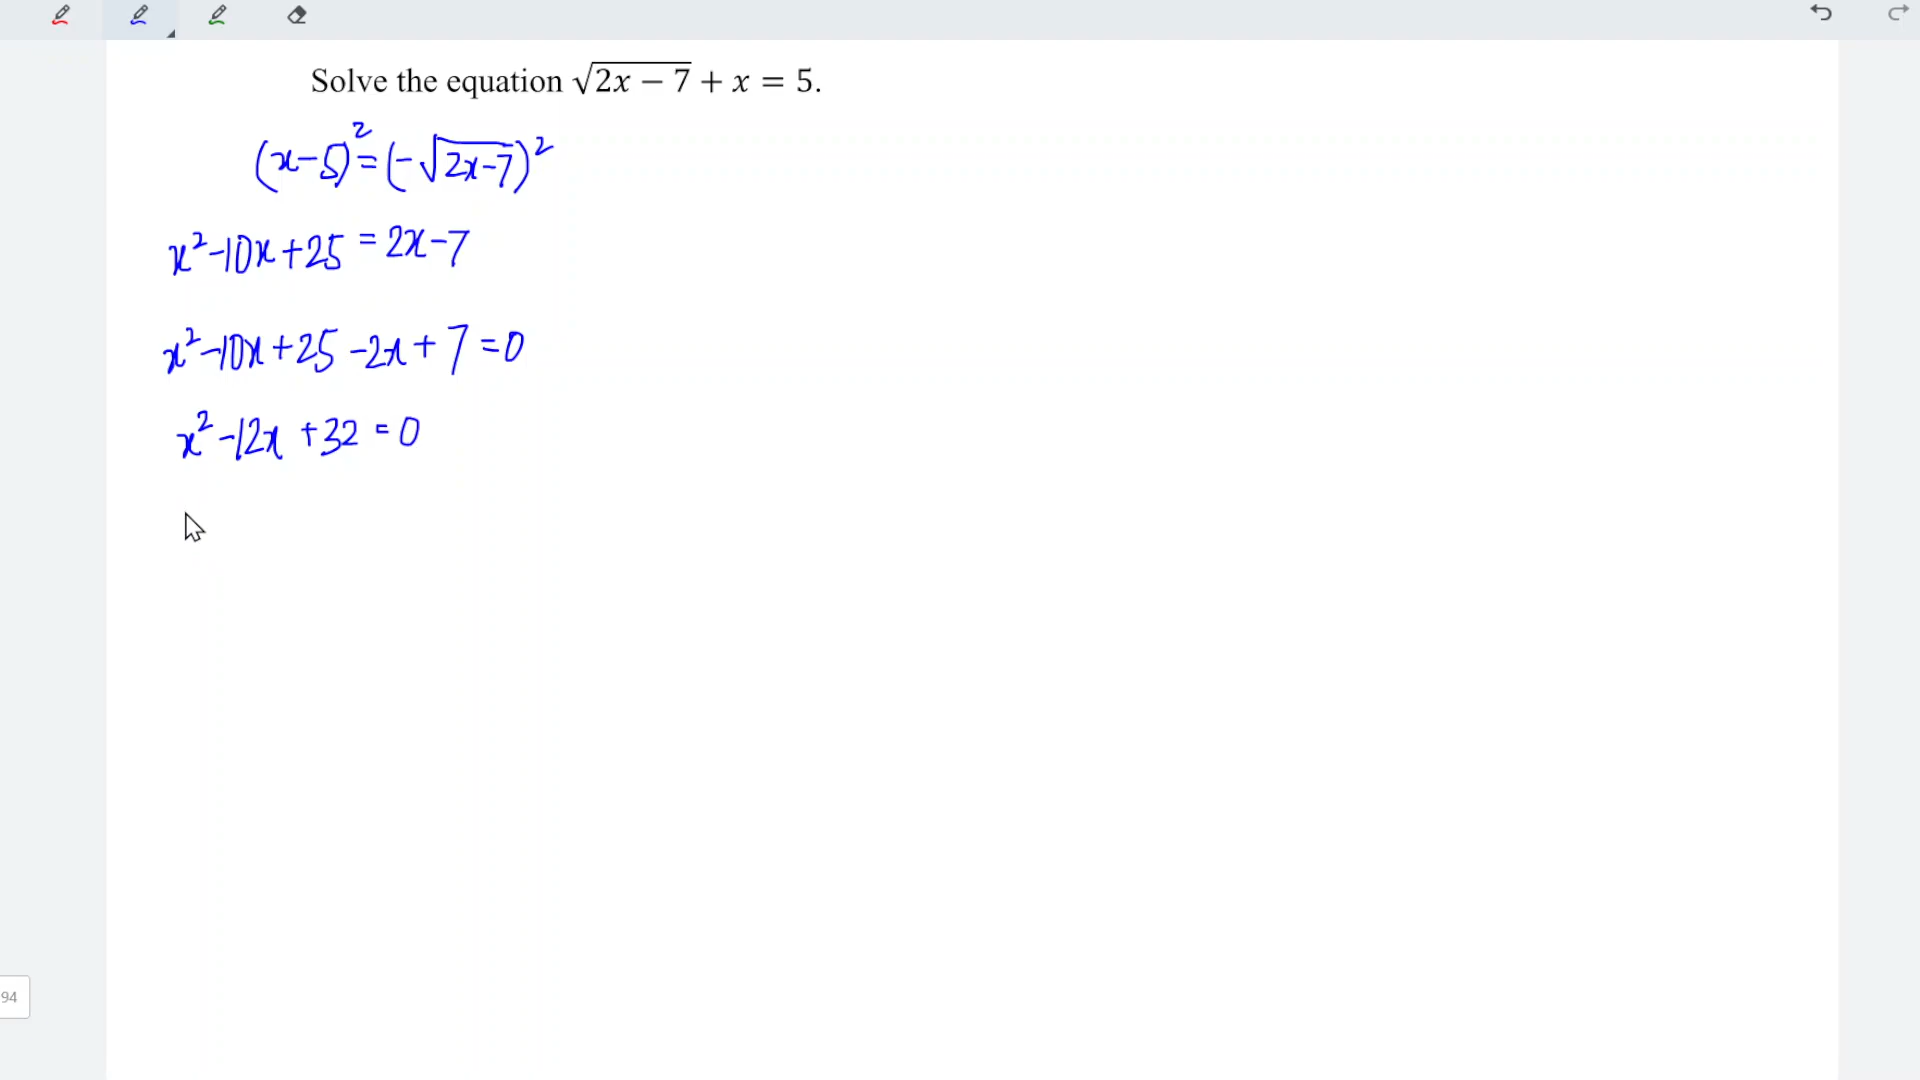 Solve the equation √(2x − 7) + x = 5.
(x-5)² = (-√(2x-7))²
x²-10x+25 = 2x-7
x²-10x+25-2x+7=0
x²-12x+32=0
94